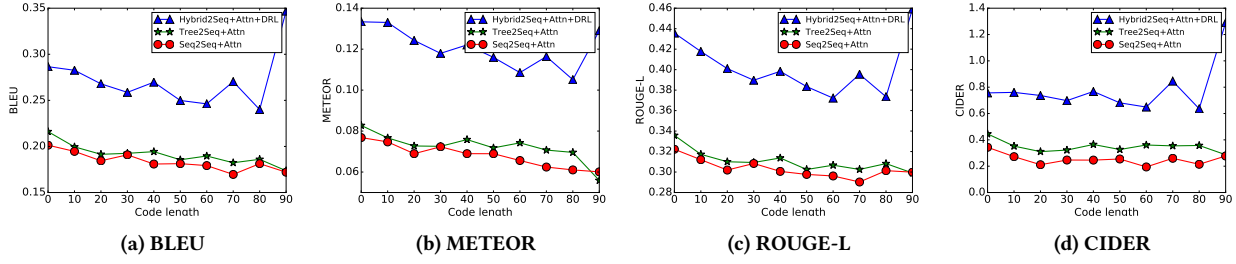 0.35
0.30
0.25
0.20
0.15
BLEU
Hybrid2Seq+Attn+DRL
Tree2Seq+Attn
Seq2Seq+Attn
0 10 20 30 40 50 60 70 80 90
Code lenath
(a) BLEU
0.14
0.12
0.10
0.08
0.06
METEOR
Hybrid2Seq+Attn+DRL
Tree2Seq+Attn
Seq2Seq+Attn
0 10 20 30 40 50 60 70 80 90
Code lenath
(b) METEOR
0.46
0.44
0.42
0.40
0.38
0.36
0.34
0.32
0.30
0.28
ROUGE-L
Hybrid2Seq+Attn+DRL
Tree2Seq+Attn
Seq2Seq+Attn
0 10 20 30 40 50 60 70 80 90
Code lenath
(c) ROUGE-L
1.4
1.2
1.0
0.8
0.6
0.4
0.2
0.0
CIDER
Hybrid2Seq+Attn+DRL
Tree2Seq+Attn
Seq2Seq+Attn
0 10 20 30 40 50 60 70 80 90
Code lenath
(d) CIDER